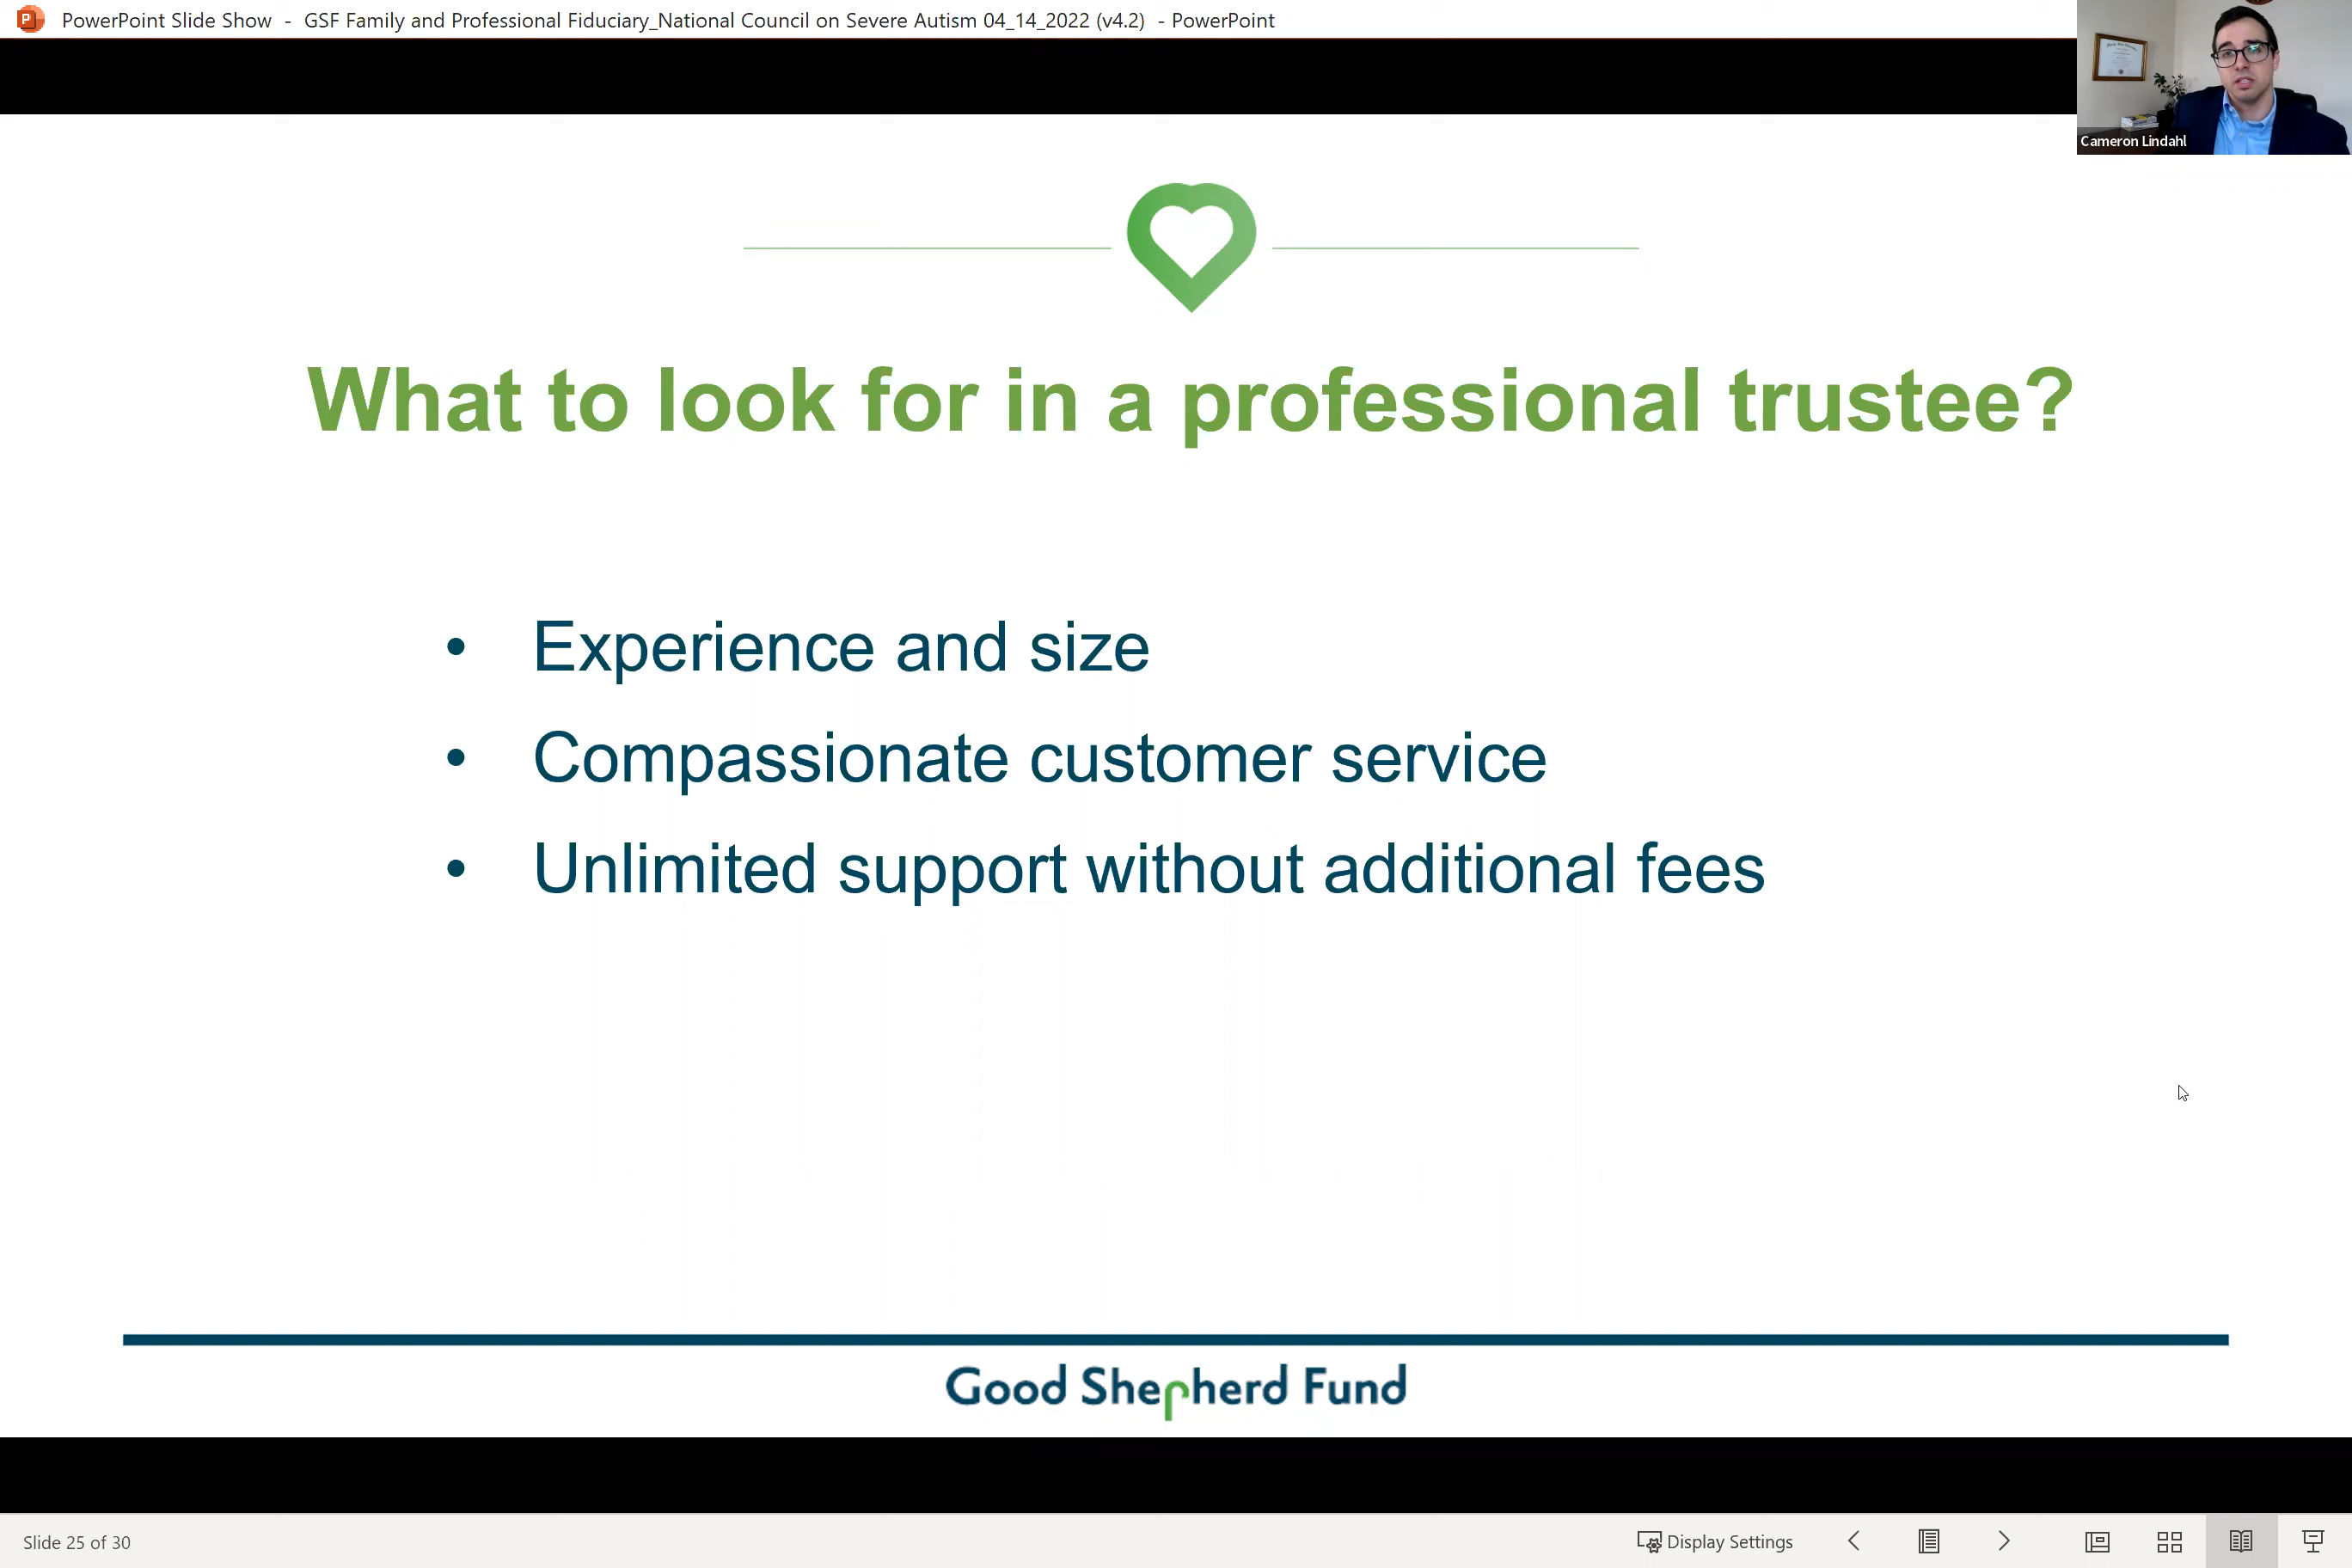 PowerPoint Slide Show - GSF Family and Professional Fiduciary_National Council on Severe Autism 04_14_2022 (v4.2) - PowerPoint
Cameron Lindahl
What to look for in a professional trustee?
• Experience and size
• Compassionate customer service
• Unlimited support without additional fees
Good Shepherd Fund
Slide 25 of 30
Display Settings